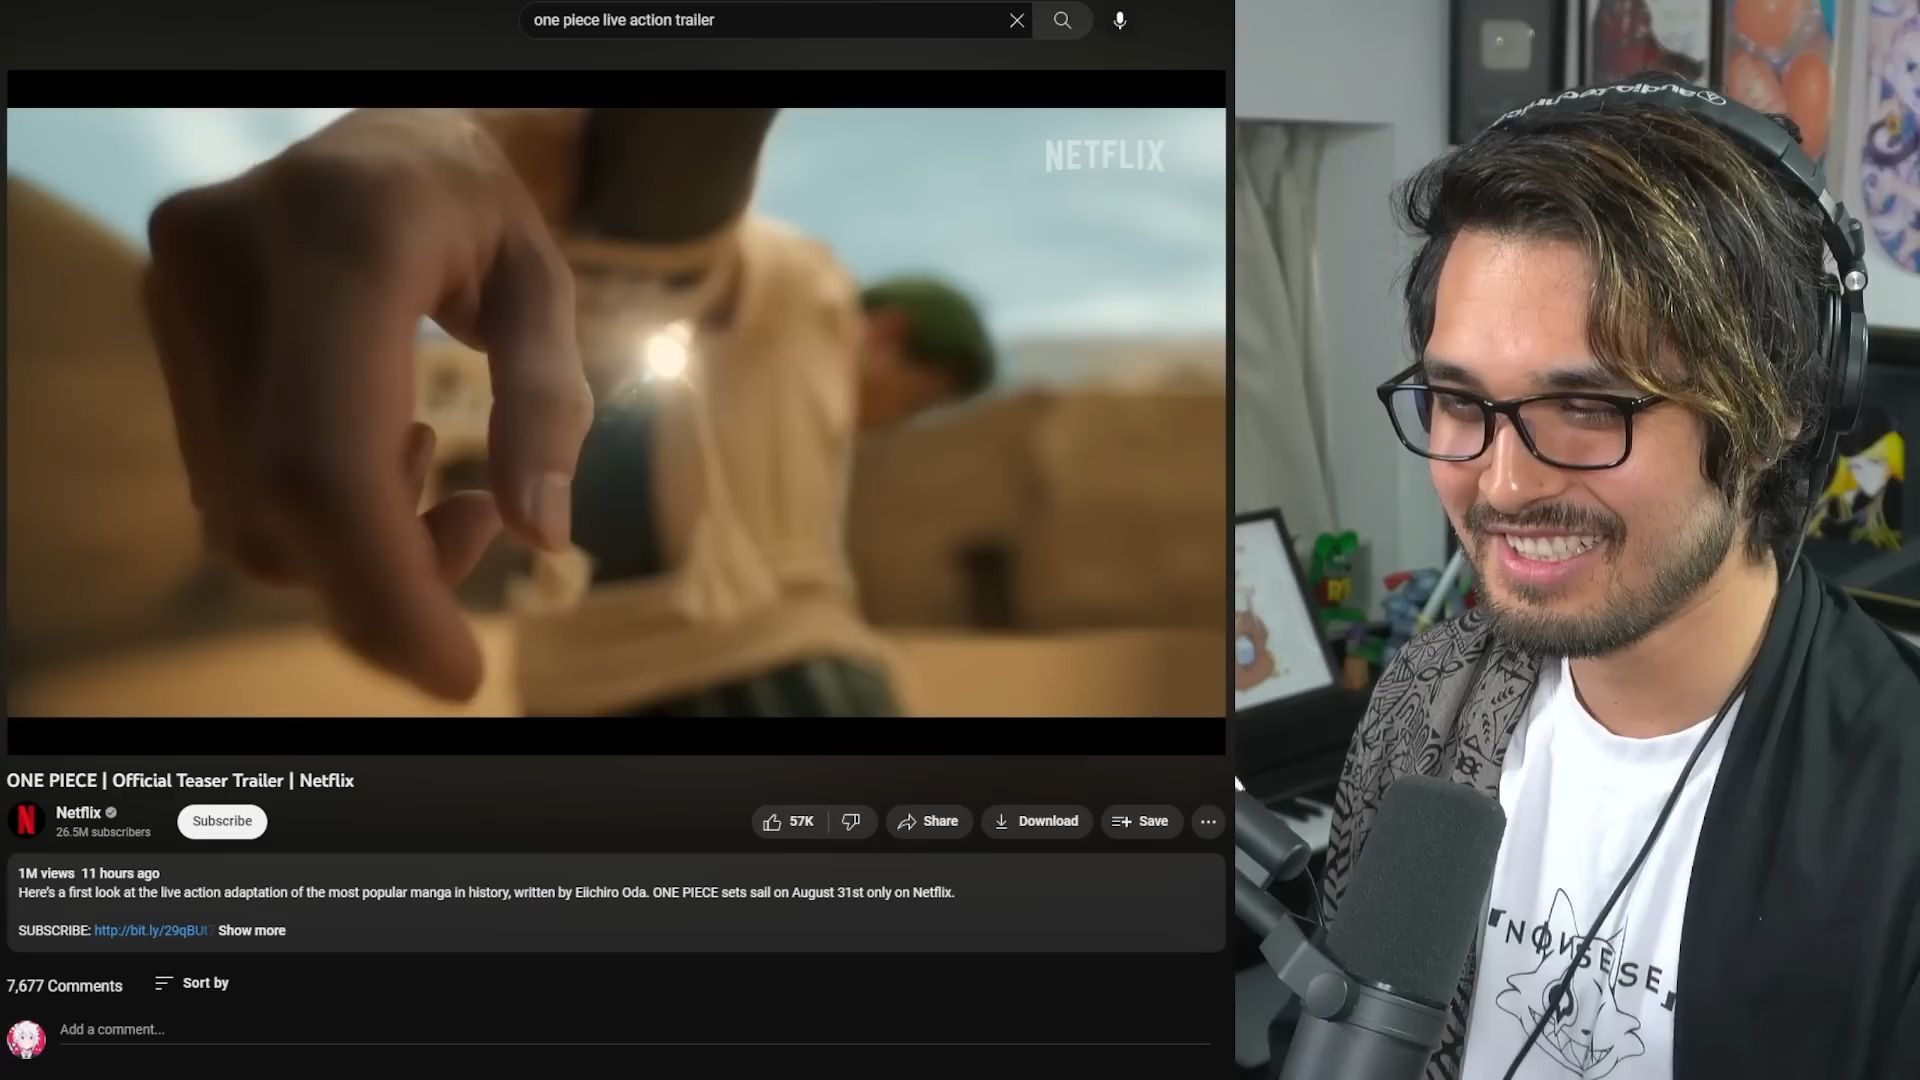 one piece live action trailer
NETFLIX
audio-technica
ONE PIECE | Official Teaser Trailer | Netflix
Netflix
26.5M subscribers
Subscribe
57K
Share
Download
Save
1M views 11 hours ago
Here's a first look at the live action adaptation of the most popular manga in history, written by Eiichiro Oda. ONE PIECE sets sail on August 31st only on Netflix.
SUBSCRIBE: http://bit.ly/29qBUt
Show more
7,677 Comments
Sort by
Add a comment...